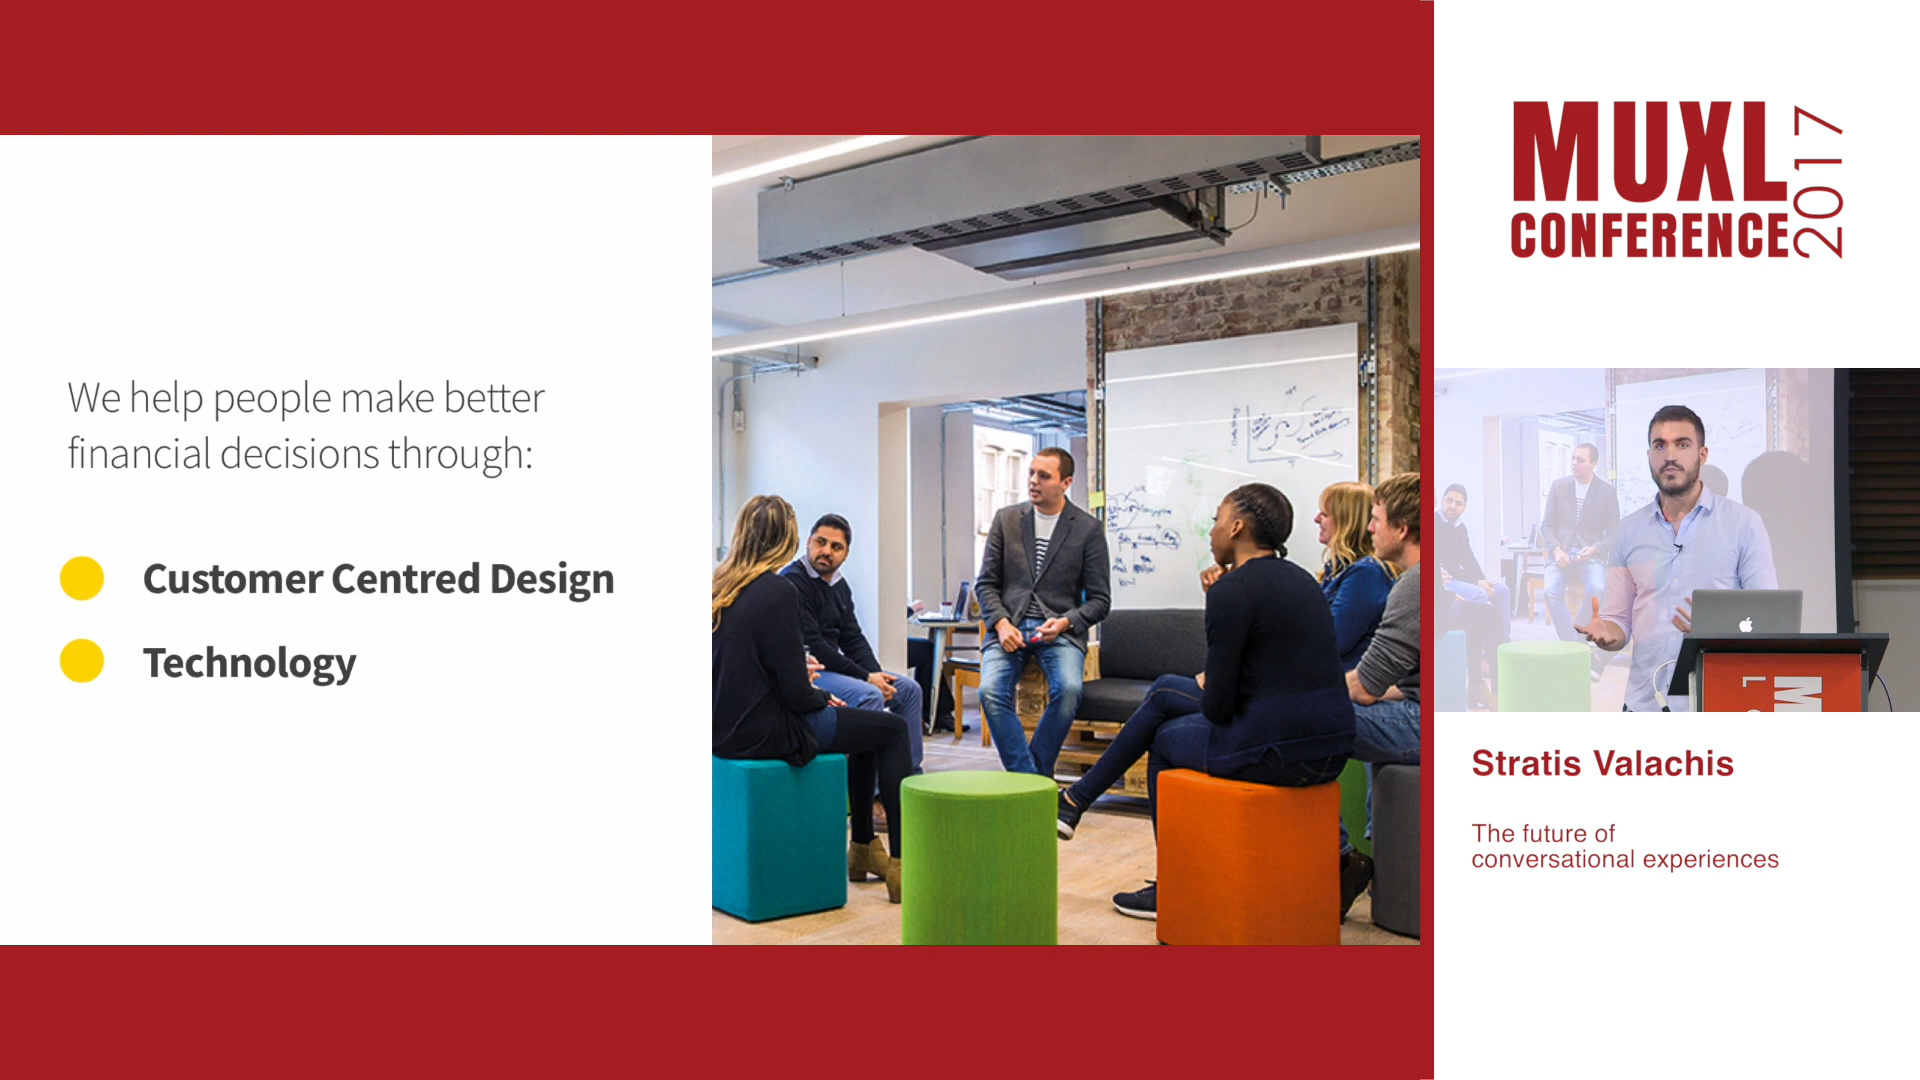 We help people make better
financial decisions through:
Customer Centred Design
Technology
MUXL
CONFERENCE
2017
Stratis Valachis
The future of
conversational experiences